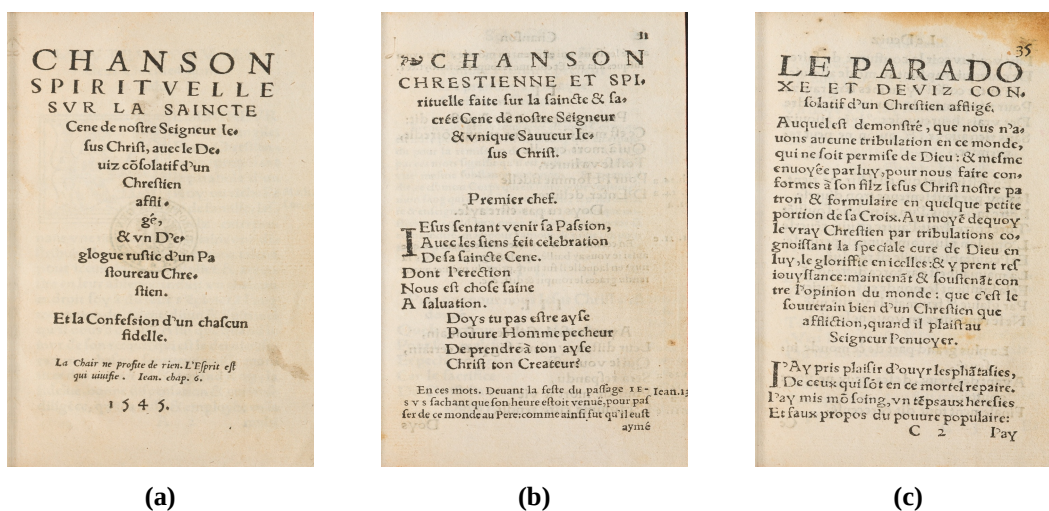 CHANSON
SPIRITVELLE
SVR LA SAINCTE
Cene de noſtre Seigneur Ie-
ſus Chriſt, auec le De-
uiz cõſolatif d'un
Chreſtien
affli-
gé,
& vn D'e-
glogue ruſtic d'un Pa
ſtoureau Chre-
ſtien.
Et la Confeſsion d'un chaſcun
fidelle.
La Chair ne profite de rien. L'Eſprit eſt
qui uiuifie . Iean. chap. 6.
1545.
(a)
CHANSON
CHRESTIENNE ET SPI-
rituelle faite ſur la ſaincte & ſa-
crée Cene de noſtre Seigneur
& vnique Sauueur Ie-
ſus Chriſt.
Premier chef.
IEſus ſentant venir ſa Paſsion,
Auec les ſiens feit celebration
De ſa ſaincte Cene.
Dont l'erection
Nous eſt choſe ſaine
A ſaluation.
Doys tu pas eſtre ayſe
Poure Homme pecheur
De prendre à ton ayſe
Chriſt ton Createur?
En ces mots. Deuant la feſte du paſſage IE- Iean.13
SVS ſachant que ſon heure eſtoit venuë, pour paſ
ſer de ce monde au Pere: comme ainſi fut qu'il euſt
aymé
(b)
35
LE PARADO
XE ET DEVIZ CON-
ſolatif d'un Chreſtien affligé.
Auquel eſt demonſtré, que nous n'a-
uons aucune tribulation en ce monde,
qui ne ſoit permiſe de Dieu: & meſme
enuoyée par luy, pour nous faire con-
formes à ſon filz Ieſus Chriſt noſtre pa
tron & formulaire en quelque petite
portion de ſa Croix. Au moyẽ dequoy
le vray Chreſtien par tribulations co-
gnoiſſant la ſpeciale cure de Dieu en
luy, le glorifie en icelles: & y prent reſ
iouyſſance: maintenãt & ſouſtenãt con
tre l'opinion du monde : que c'eſt le
ſouuerain bien d'un Chreſtien que
affliction, quand il plaiſt au
Seigneur l'enuoyer.
I'Ay pris plaiſir d'ouyr les phãtaſies,
De ceux qui ſõt en ce mortel repaire.
I'ay mis mõ ſoing, vn tẽps aux hereſies
Et faux propos du pouure populaire:
C 2 I'ay
(c)